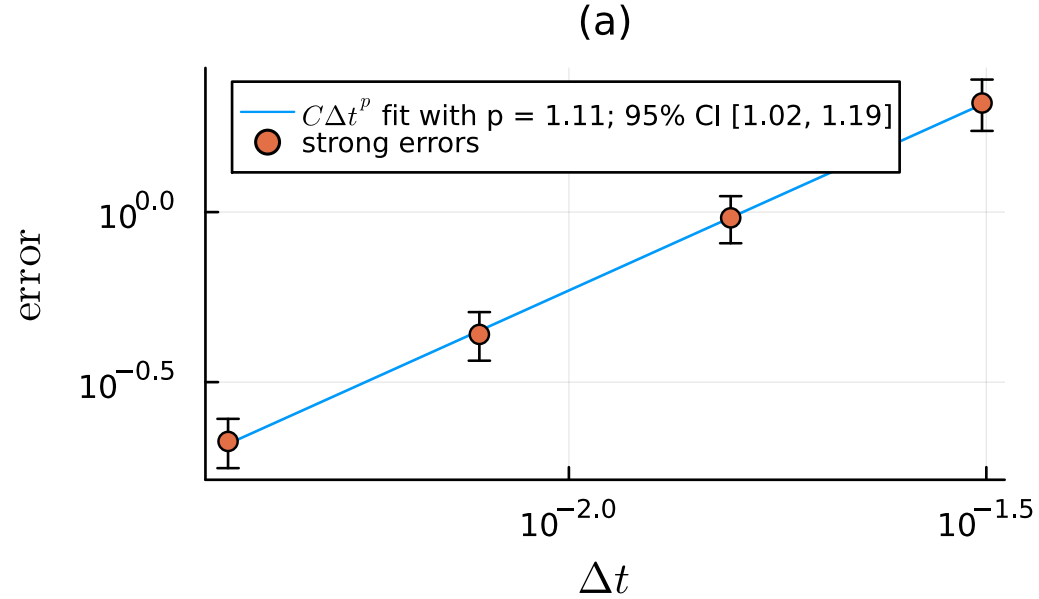 (a)
CΔt^p fit with p = 1.11; 95% CI [1.02, 1.19]
strong errors
10^0.0
10^−0.5
error
10^−2.0
10^−1.5
Δt